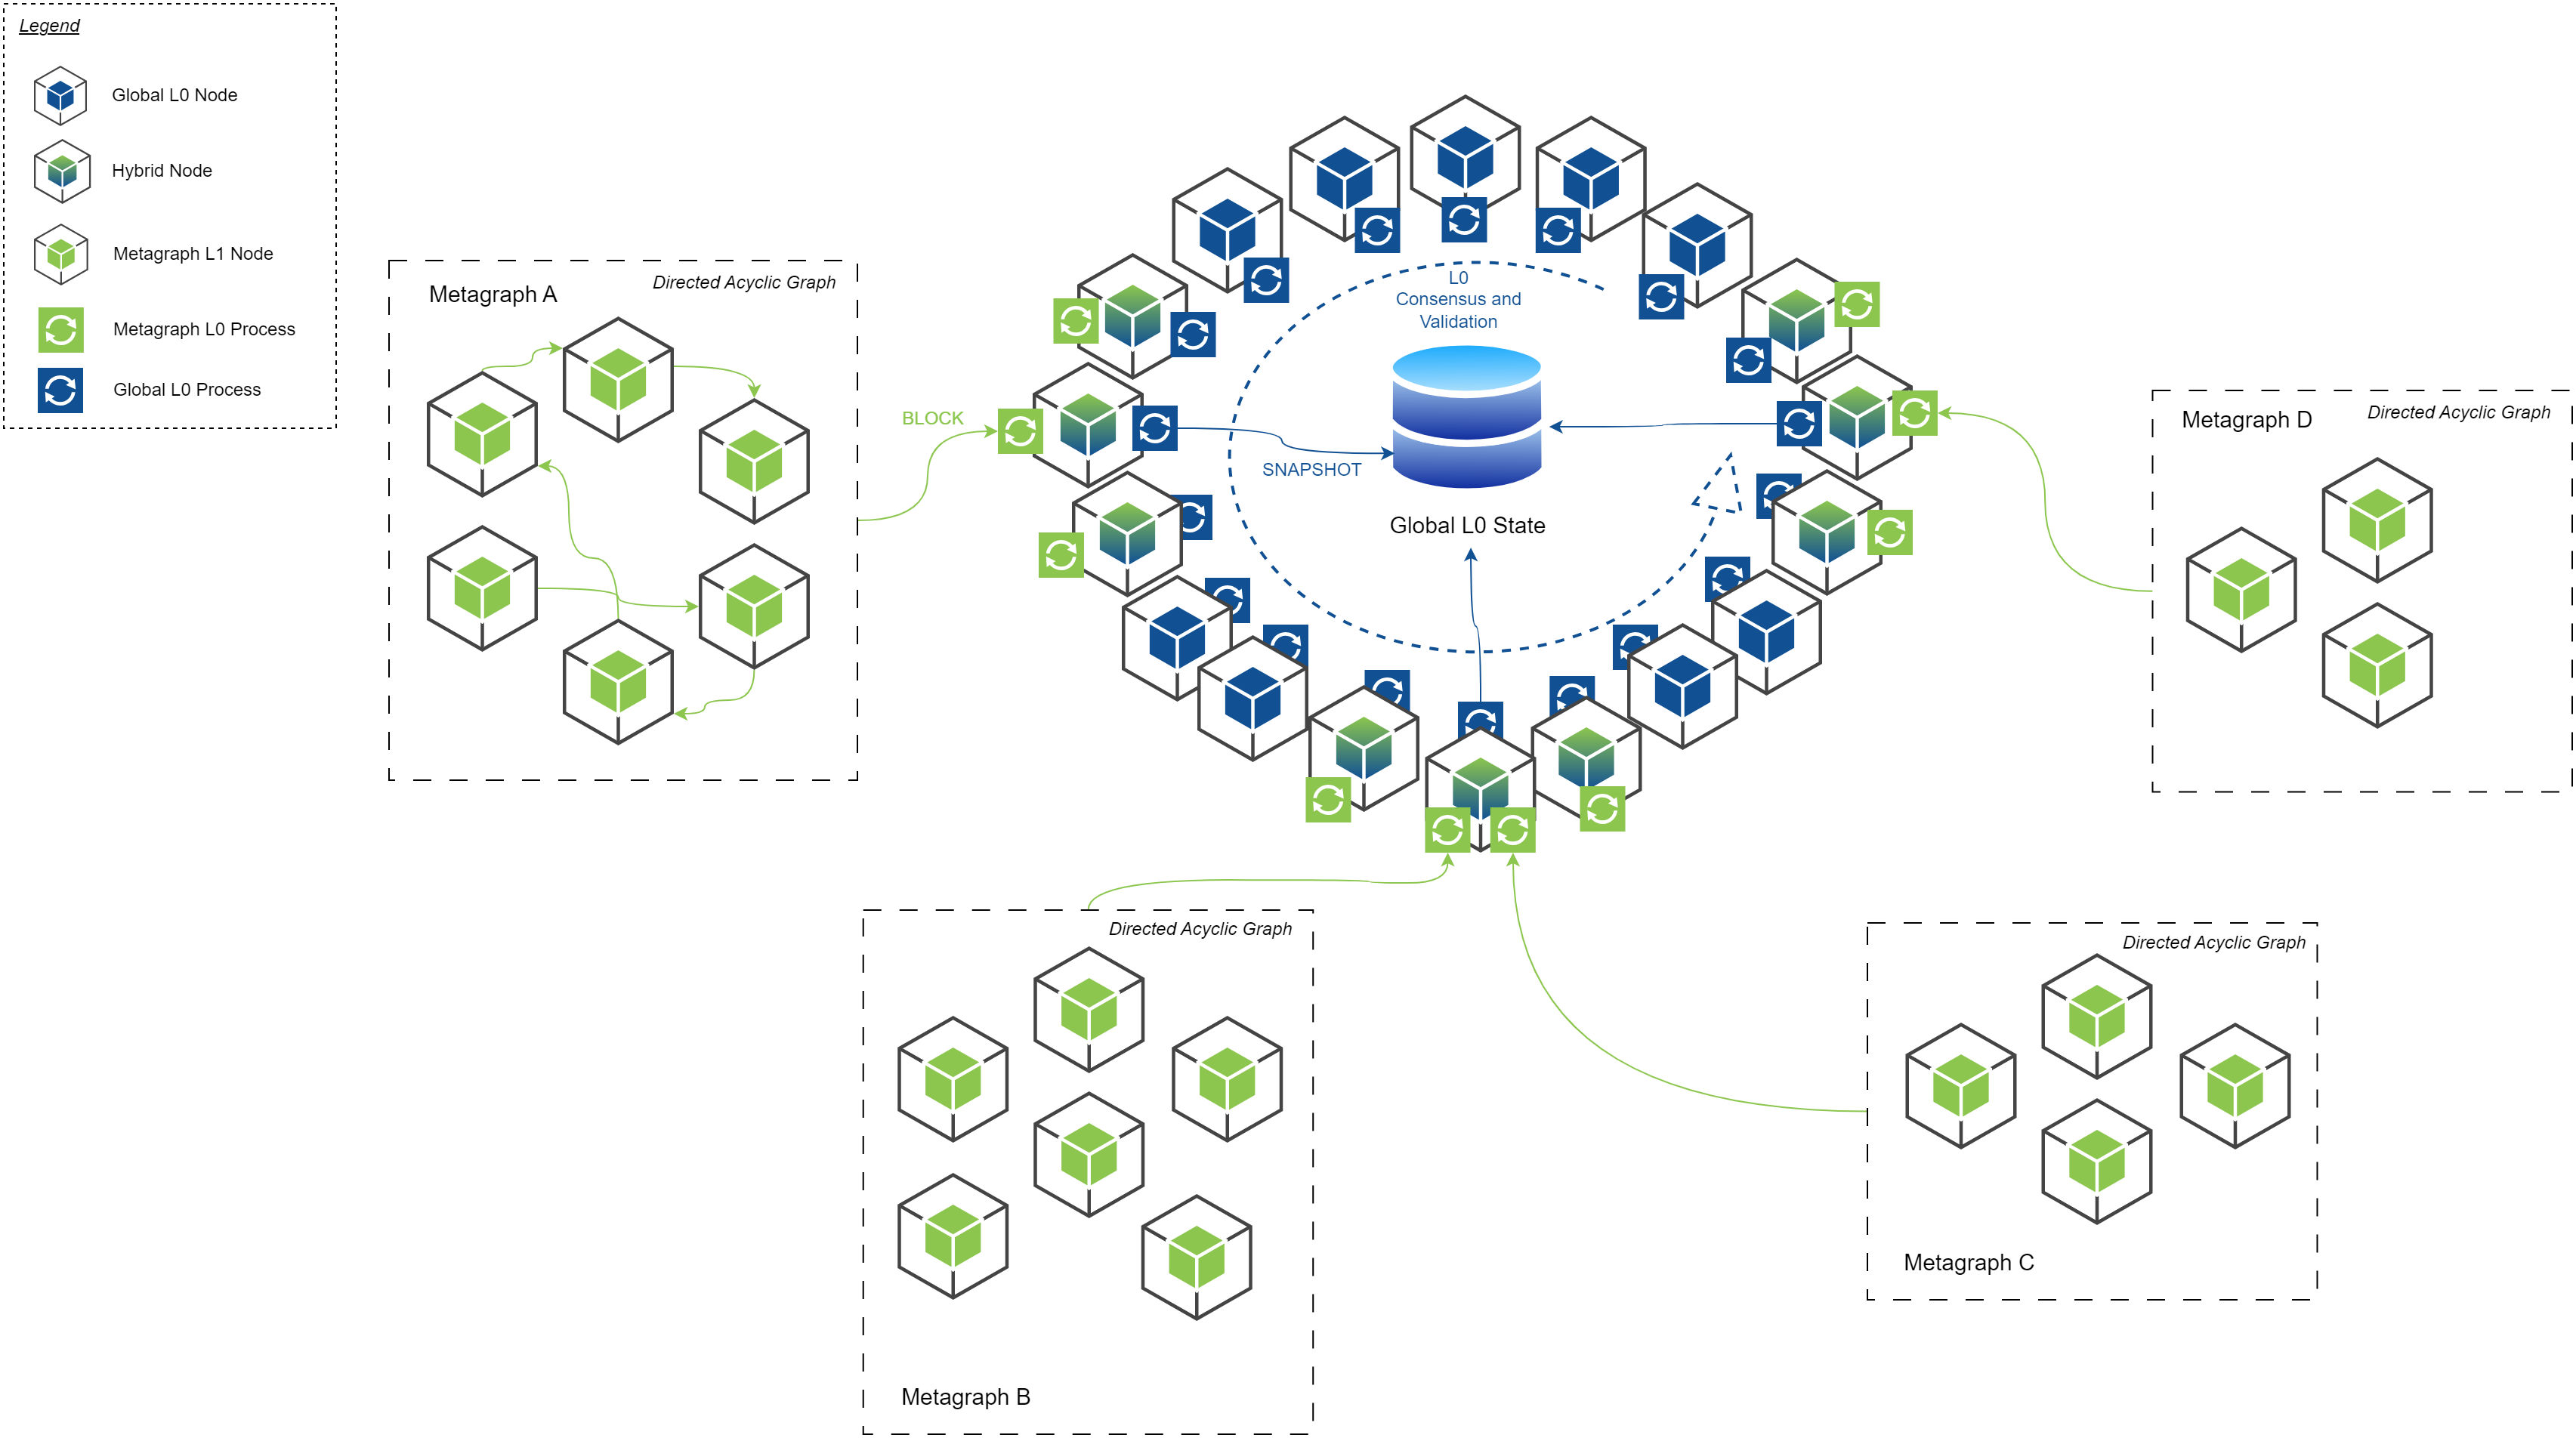 Legend
Global L0 Node
Hybrid Node
Metagraph L1 Node
Metagraph L0 Process
Global L0 Process
Metagraph A
Directed Acyclic Graph
BLOCK
L0
Consensus and
Validation
SNAPSHOT
Global L0 State
Metagraph D
Directed Acyclic Graph
Directed Acyclic Graph
Metagraph B
Directed Acyclic Graph
Metagraph C